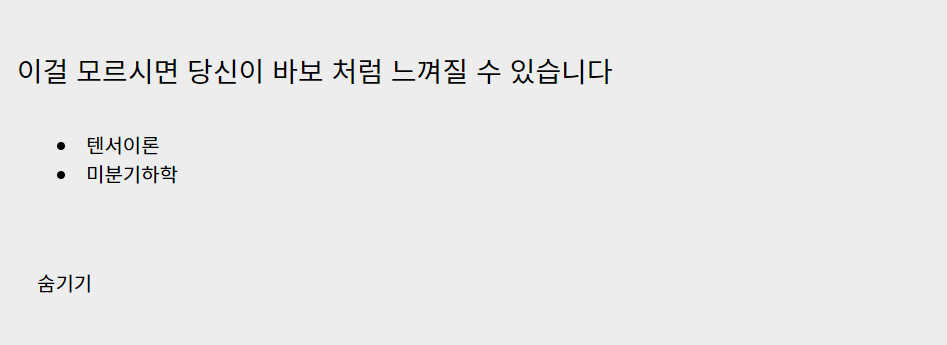 이걸 모르시면 당신이 바보 처럼 느껴질 수 있습니다
• 텐서이론
• 미분기하학
숨기기